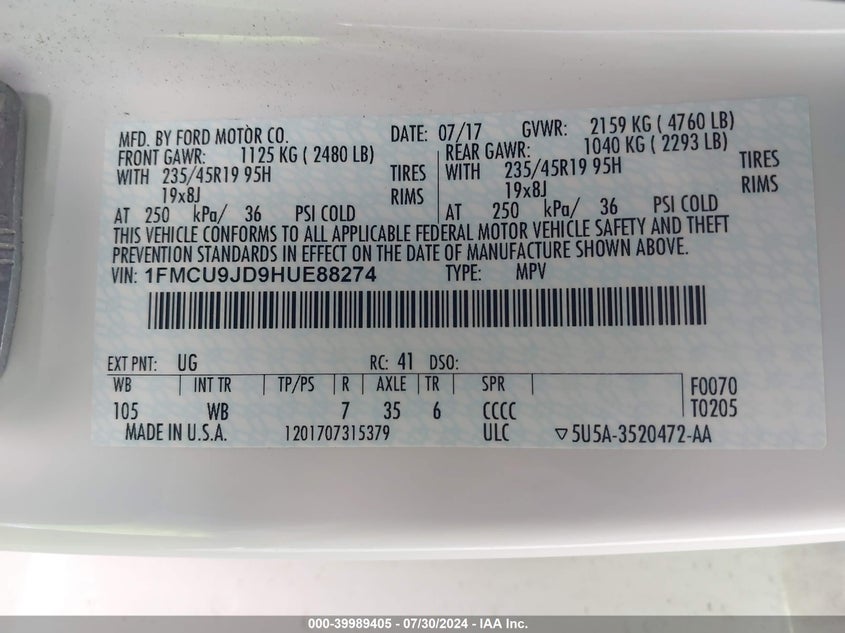 MFD. BY FORD MOTOR CO. DATE: 07/17 GVWR: 2159 KG ( 4760 LB)
FRONT GAWR: 1125 KG ( 2480 LB) REAR GAWR: 1040 KG ( 2293 LB)
WITH 235/45R19 95H TIRES WITH 235/45R19 95H TIRES
19x8J RIMS 19x8J RIMS
AT 250 kPa/ 36 PSI COLD AT 250 kPa/ 36 PSI COLD
THIS VEHICLE CONFORMS TO ALL APPLICABLE FEDERAL MOTOR VEHICLE SAFETY AND THEFT
PREVENTION STANDARDS IN EFFECT ON THE DATE OF MANUFACTURE SHOWN ABOVE.
VIN: 1FMCU9JD9HUE88274 TYPE: MPV
EXT PNT: UG RC: 41 DSO:
WB INT TR TP/PS R AXLE TR SPR F0070
105 WB 7 35 6 CCCC T0205
MADE IN U.S.A. 1201707315379 ULC ▽5U5A-3520472-AA
000-39989405 / 07/30/2024 - IAA Inc.